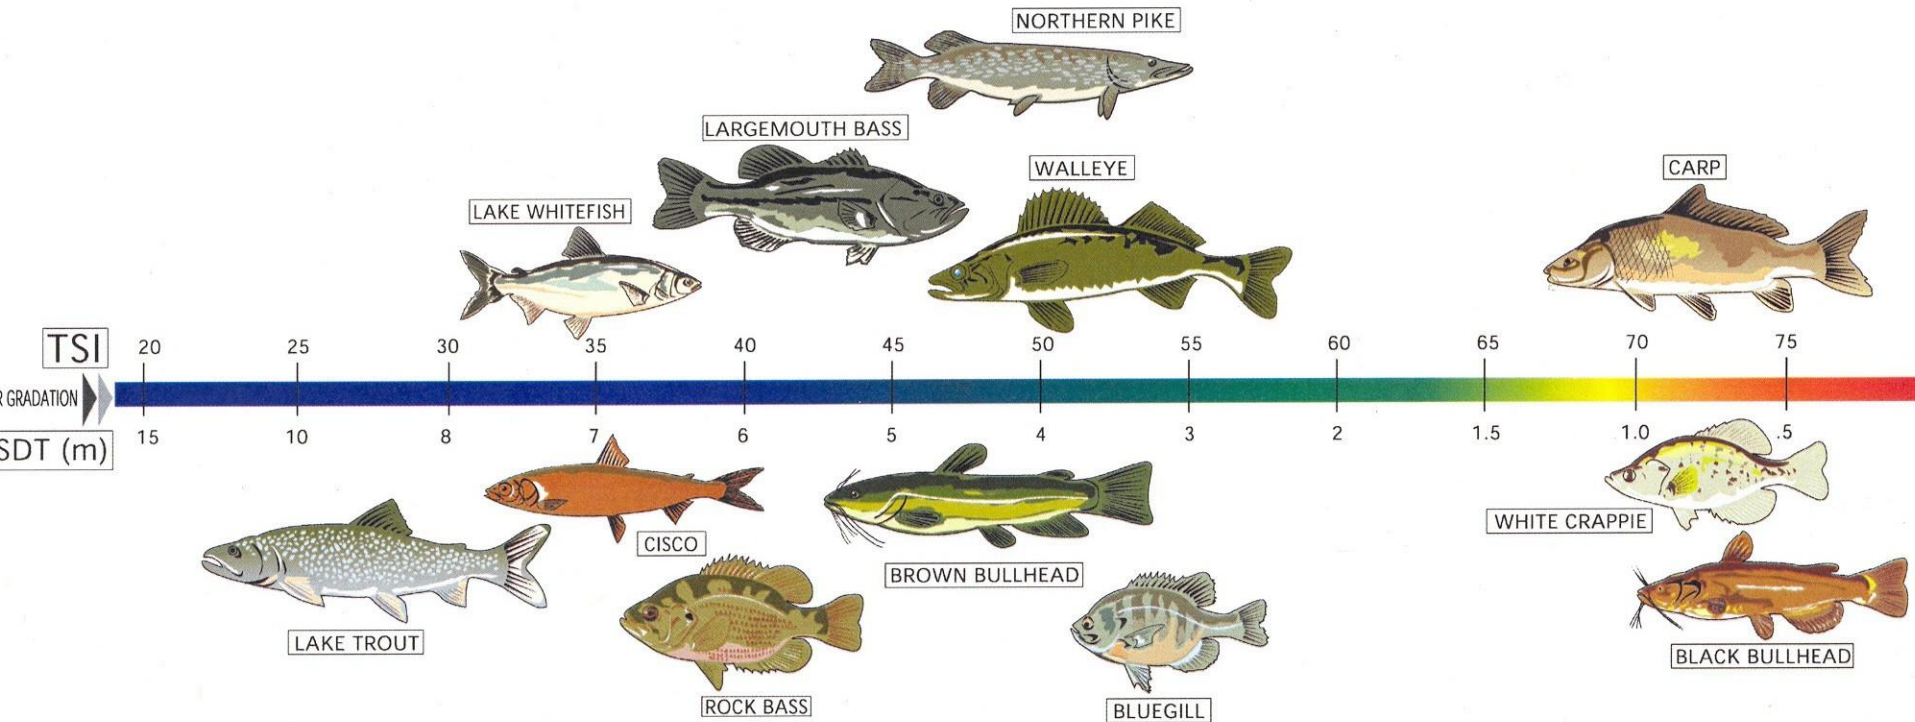 NORTHERN PIKE
LARGEMOUTH BASS
WALLEYE
CARP
LAKE WHITEFISH
TSI 20 25 30 35 40 45 50 55 60 65 70 75
R GRADATION
SDT (m) 15 10 8 7 6 5 4 3 2 1.5 1.0 .5
WHITE CRAPPIE
CISCO
BROWN BULLHEAD
LAKE TROUT
BLACK BULLHEAD
ROCK BASS
BLUEGILL